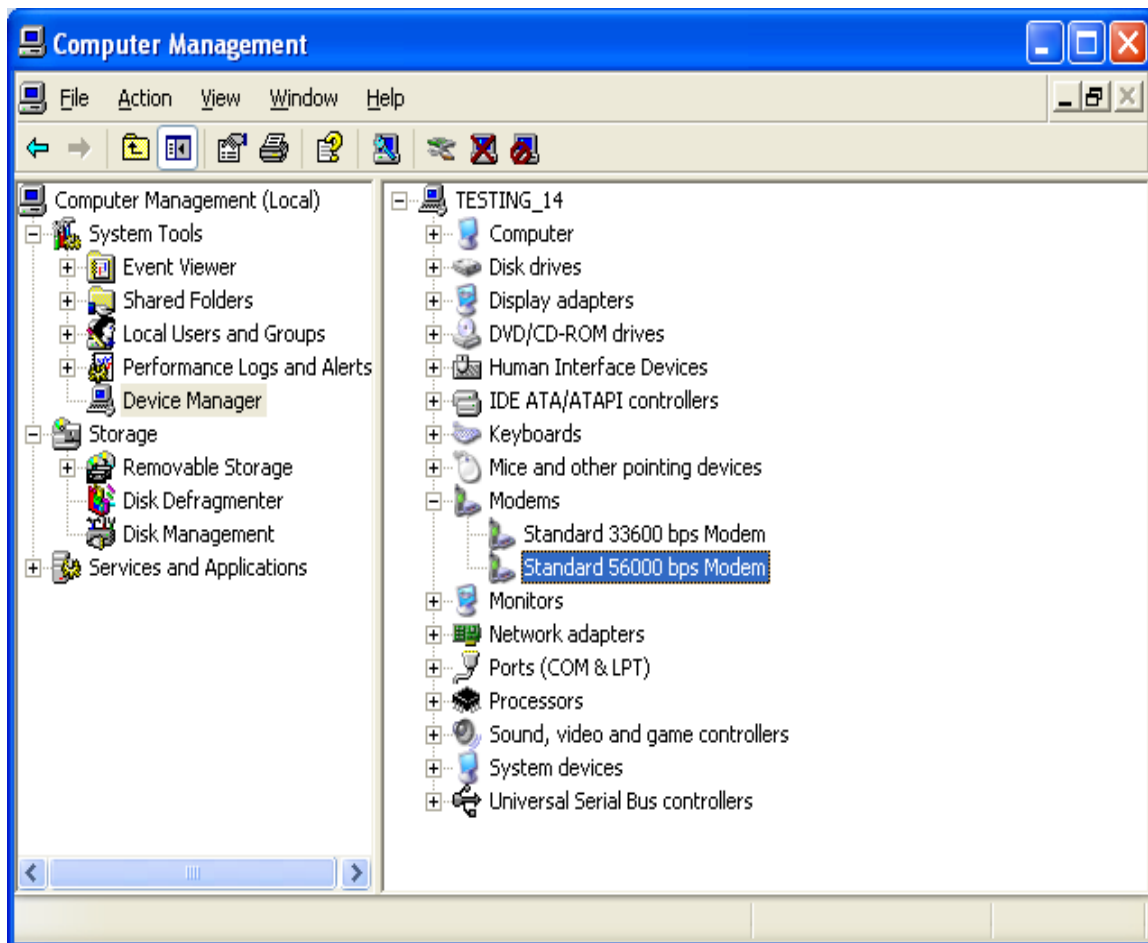 Computer Management
File Action View Window Help
Computer Management (Local)
System Tools
Event Viewer
Shared Folders
Local Users and Groups
Performance Logs and Alerts
Device Manager
Storage
Removable Storage
Disk Defragmenter
Disk Management
Services and Applications
TESTING_14
Computer
Disk drives
Display adapters
DVD/CD-ROM drives
Human Interface Devices
IDE ATA/ATAPI controllers
Keyboards
Mice and other pointing devices
Modems
Standard 33600 bps Modem
Standard 56000 bps Modem
Monitors
Network adapters
Ports (COM & LPT)
Processors
Sound, video and game controllers
System devices
Universal Serial Bus controllers